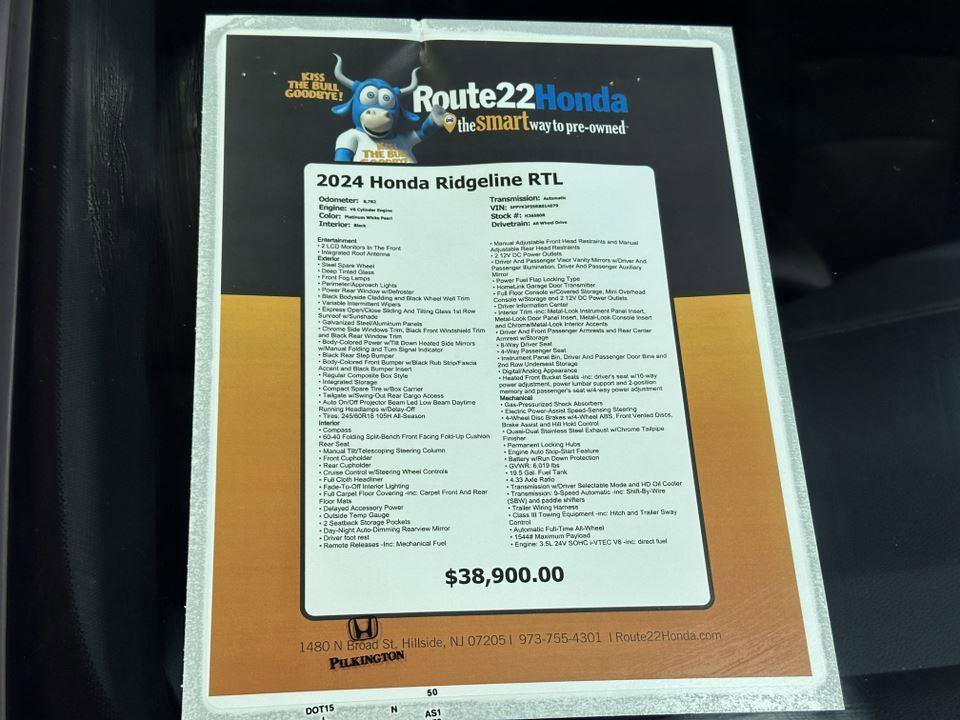 KISS
THE BULL
GOODBYE!
Route22Honda
the smart way to pre-owned
THE BULL
2024 Honda Ridgeline RTL
Odometer: 8,782
Engine: V6 Cylinder Engine
Color: Platinum White Pearl
Interior: Black
Transmission: Automatic
VIN:
Stock #:
Drivetrain: All Wheel Drive
Entertainment
• 2 LCD Monitors In The Front
• Integrated Roof Antenna
Exterior
• Steel Spare Wheel
• Deep Tinted Glass
• Front Fog Lamps
• Perimeter/Approach Lights
• Power Rear Window w/Defroster
• Black Bodyside Cladding and Black Wheel Well Trim
• Variable Intermittent Wipers
• Express Open/Close Sliding And Tilting Glass 1st Row
Sunroof w/Sunshade
• Galvanized Steel/Aluminum Panels
• Chrome Side Windows Trim, Black Front Windshield Trim
and Black Rear Window Trim
• Body-Colored Power w/Tilt Down Heated Side Mirrors
w/Manual Folding and Turn Signal Indicator
• Black Rear Step Bumper
• Body-Colored Front Bumper w/Black Rub Strip/Fascia
Accent and Black Bumper Insert
• Regular Composite Box Style
• Integrated Storage
• Compact Spare Tire w/Box Carrier
• Tailgate w/Swing-Out Rear Cargo Access
• Auto On/Off Projector Beam Led Low Beam Daytime
Running Headlamps w/Delay-Off
• Tires: 245/60R18 105H All-Season
Interior
• Compass
• 60-40 Folding Split-Bench Front Facing Fold-Up Cushion
Rear Seat
• Manual Tilt/Telescoping Steering Column
• Front Cupholder
• Rear Cupholder
• Cruise Control w/Steering Wheel Controls
• Full Cloth Headliner
• Fade-To-Off Interior Lighting
• Full Carpet Floor Covering -inc: Carpet Front And Rear
Floor Mats
• Delayed Accessory Power
• Outside Temp Gauge
• 2 Seatback Storage Pockets
• Day-Night Auto-Dimming Rearview Mirror
• Driver foot rest
• Remote Releases -Inc: Mechanical Fuel
• Manual Adjustable Front Head Restraints and Manual
Adjustable Rear Head Restraints
• 2 12V DC Power Outlets
• Driver And Passenger Visor Vanity Mirrors w/Driver And
Passenger Illumination, Driver And Passenger Auxiliary
Mirror
• Power Fuel Flap Locking Type
• HomeLink Garage Door Transmitter
• Full Floor Console w/Covered Storage, Mini Overhead
Console w/Storage and 2 12V DC Power Outlets
• Driver Information Center
• Interior Trim -inc: Metal-Look Instrument Panel Insert,
Metal-Look Door Panel Insert, Metal-Look Console Insert
and Chrome/Metal-Look Interior Accents
• Driver And Front Passenger Armrests and Rear Center
Armrest w/Storage
• 8-Way Driver Seat
• 4-Way Passenger Seat
• Instrument Panel Bin, Driver And Passenger Door Bins and
2nd Row Underseat Storage
• Digital/Analog Appearance
• Heated Front Bucket Seats -inc: driver's seat w/10-way
power adjustment, power lumbar support and 2-position
memory and passenger's seat w/4-way power adjustment
Mechanical
• Gas-Pressurized Shock Absorbers
• Electric Power-Assist Speed-Sensing Steering
• 4-Wheel Disc Brakes w/4-Wheel ABS, Front Vented Discs,
Brake Assist and Hill Hold Control
• Quasi-Dual Stainless Steel Exhaust w/Chrome Tailpipe
Finisher
• Permanent Locking Hubs
• Engine Auto Stop-Start Feature
• Battery w/Run Down Protection
• GVWR: 6,019 lbs
• 19.5 Gal. Fuel Tank
• 4.33 Axle Ratio
• Transmission w/Driver Selectable Mode and HD Oil Cooler
• Transmission: 9-Speed Automatic -inc: Shift-By-Wire
(SBW) and paddle shifters
• Trailer Wiring Harness
• Class III Towing Equipment -inc: Hitch and Trailer Sway
Control
• Automatic Full-Time All-Wheel
• 1544# Maximum Payload
• Engine: 3.5L 24V SOHC i-VTEC V6 -inc: direct fuel
$38,900.00
1480 N Broad St, Hillside, NJ 07205 | 973-755-4301 | Route22Honda.com
PILKINGTON
50
DOT15 N AS1